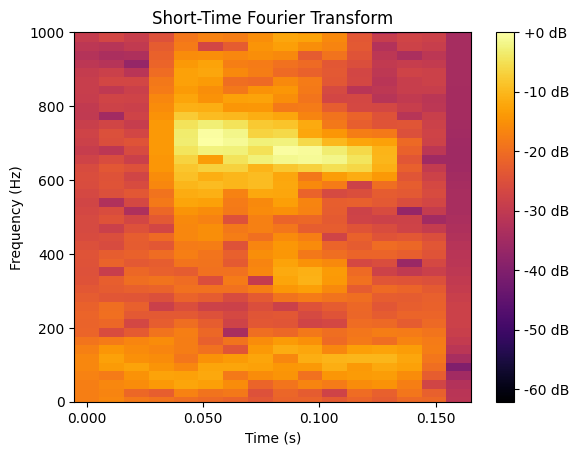 Short-Time Fourier Transform
1000
800
600
400
200
0
Frequency (Hz)
0.000
0.050
0.100
0.150
Time (s)
+0 dB
-10 dB
-20 dB
-30 dB
-40 dB
-50 dB
-60 dB